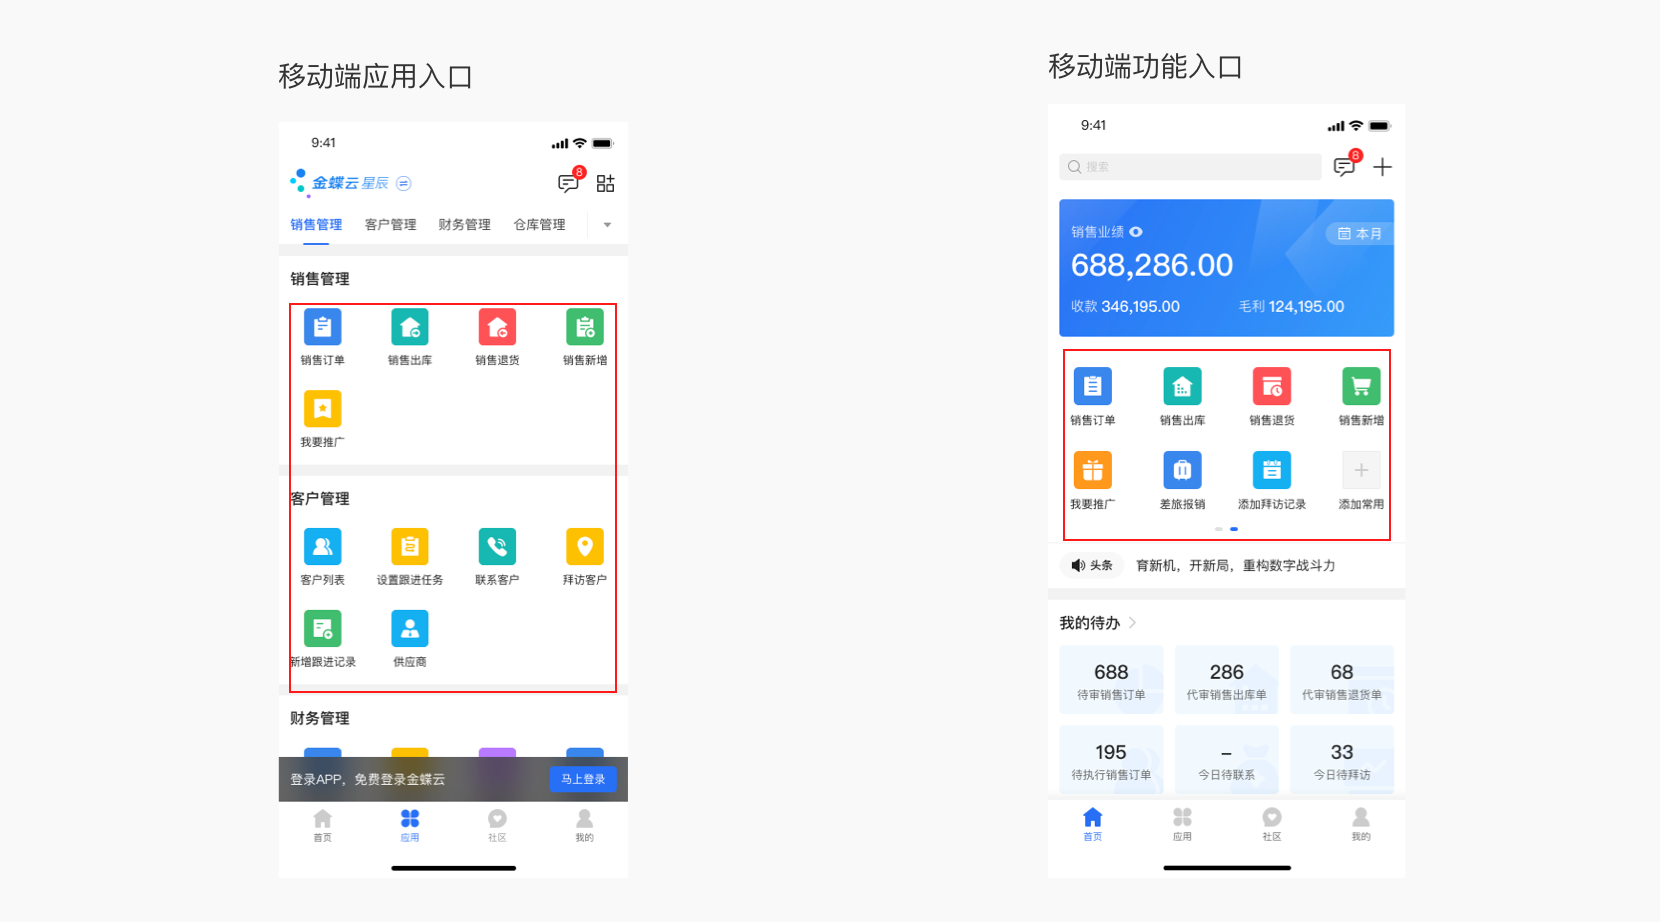 移动端应用入口
9:41
金蝶云 星辰
8
销售管理 客户管理 财务管理 仓库管理
销售管理
销售订单 销售出库 销售退货 销售新增
我要推广
客户管理
客户列表 设置跟进任务 联系客户 拜访客户
新增跟进记录 供应商
财务管理
登录APP，免费登录金蝶云 马上登录
首页 应用 社区 我的
移动端功能入口
9:41
搜索
8
销售业绩
本月
688,286.00
收款 346,195.00 毛利 124,195.00
销售订单 销售出库 销售退货 销售新增
我要推广 差旅报销 添加拜访记录 添加常用
头条 育新机，开新局，重构数字战斗力
我的待办
688 286 68
待审销售订单 代审销售出库单 代审销售退货单
195 – 33
待执行销售订单 今日待联系 今日待拜访
首页 应用 社区 我的